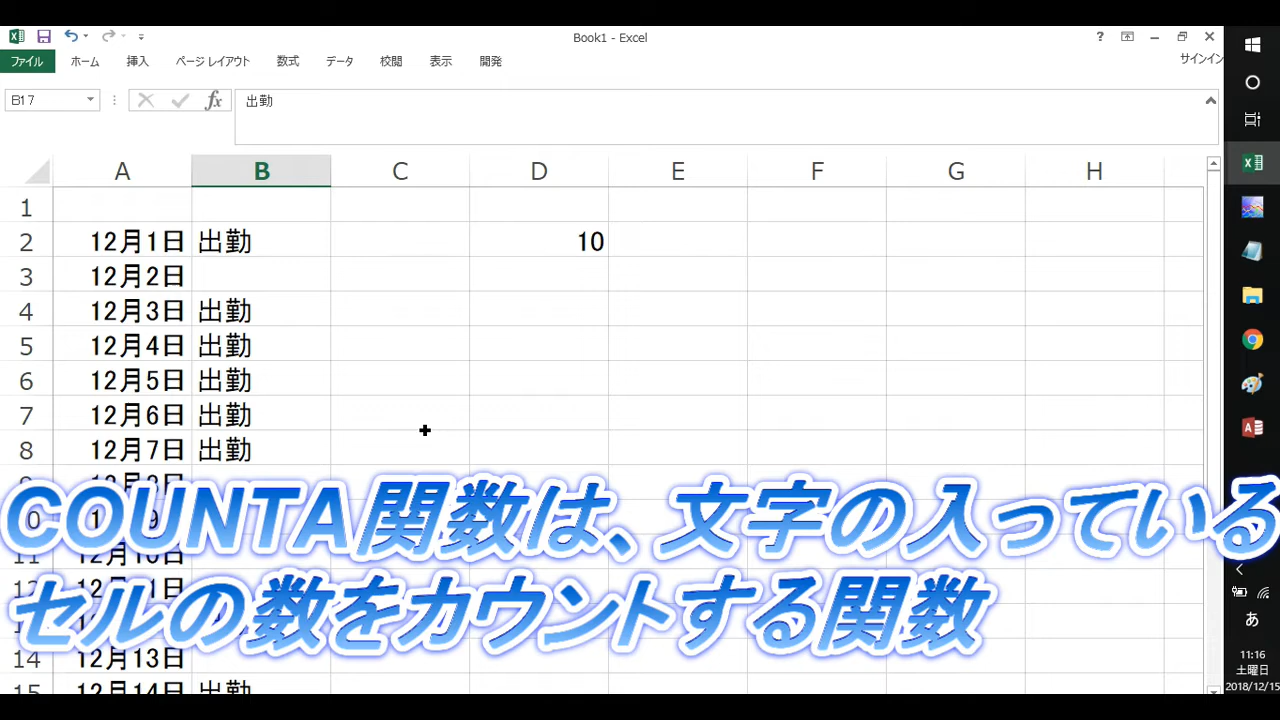 Book1 - Excel
ファイル ホーム 挿入 ページ レイアウト 数式 データ 校閲 表示 開発
サインイン
B17 fx 出勤
A B C D E F G H
1
2 12月1日 出勤 10
3 12月2日
4 12月3日 出勤
5 12月4日 出勤
6 12月5日 出勤
7 12月6日 出勤
8 12月7日 出勤
COUNTA関数は、文字の入っている
11 12月10日
セルの数をカウントする関数
14 12月13日
15 12月14日 出勤
あ
11:16
土曜日
2018/12/15